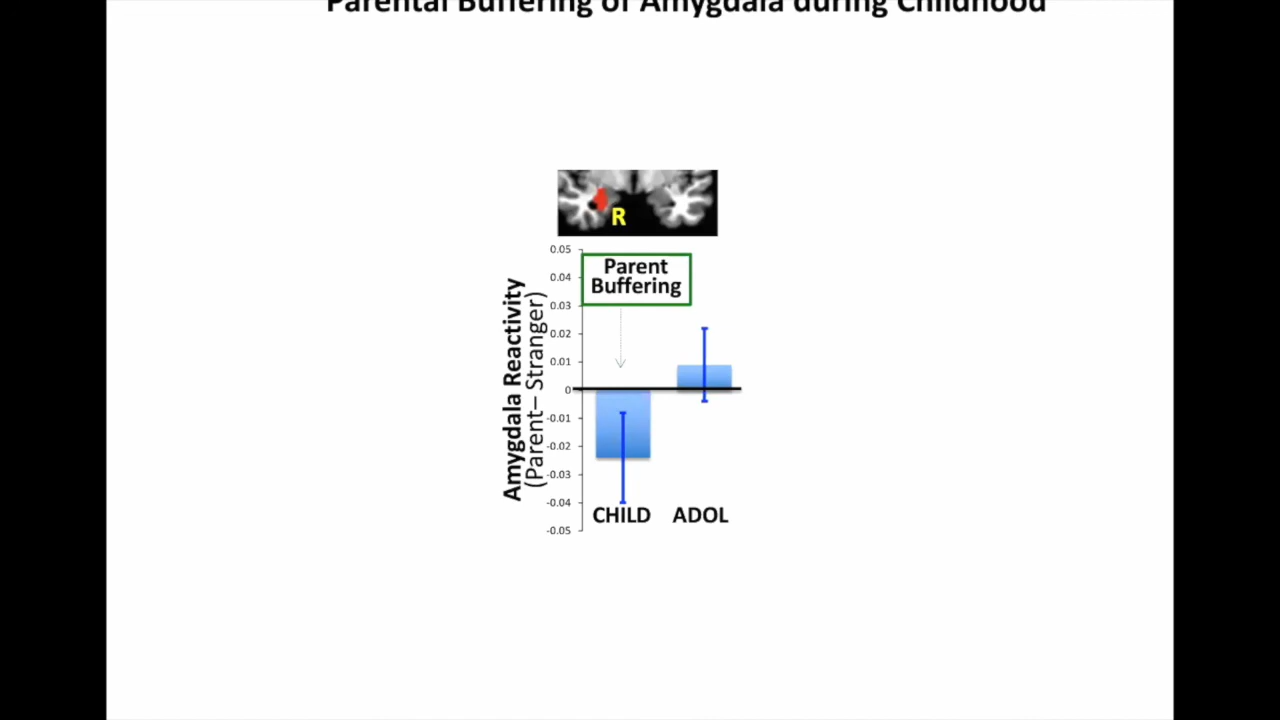 Parental Buffering of Amygdala during Childhood
R
Parent
Buffering
Amygdala Reactivity
(Parent– Stranger)
0.05
0.04
0.03
0.02
0.01
0
-0.01
-0.02
-0.03
-0.04
-0.05
CHILD ADOL